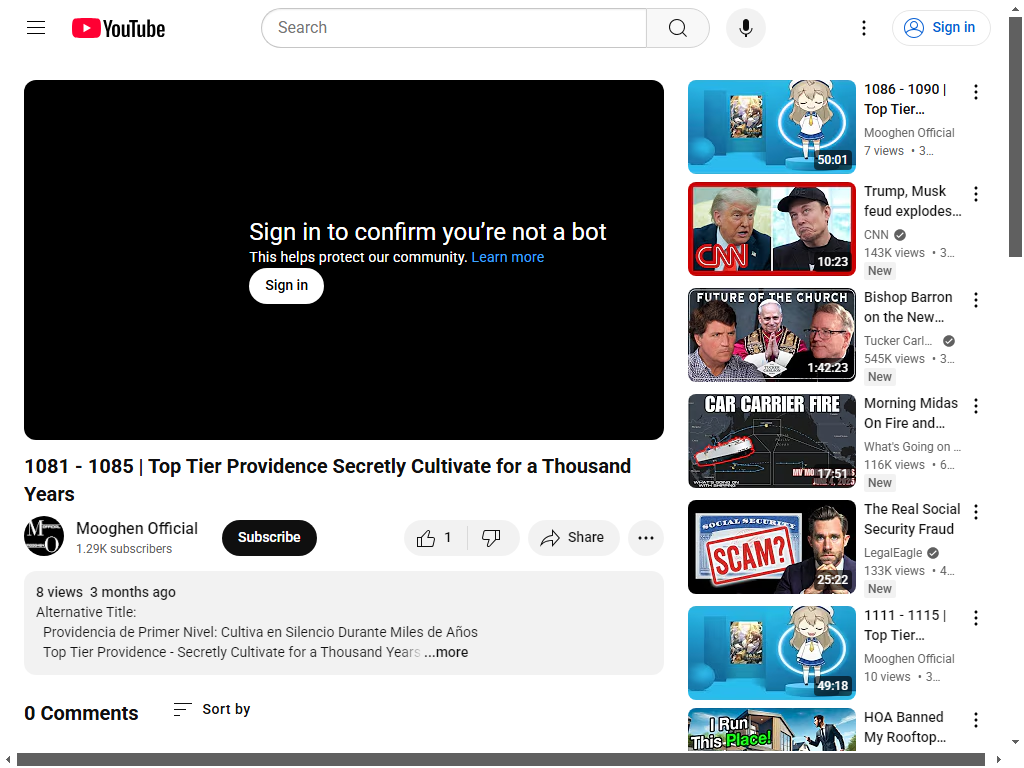 YouTube
Search
Sign in
Sign in to confirm you’re not a bot
This helps protect our community. Learn more
Sign in
1081 - 1085 | Top Tier Providence Secretly Cultivate for a Thousand
Years
Mooghen Official
1.29K subscribers
Subscribe
1
Share
8 views 3 months ago
Alternative Title:
Providencia de Primer Nivel: Cultiva en Silencio Durante Miles de Años
Top Tier Providence - Secretly Cultivate for a Thousand Years ...more
0 Comments
Sort by
50:01
1086 - 1090 |
Top Tier...
Mooghen Official
7 views • 3...
CNN
10:23
Trump, Musk
feud explodes...
CNN
143K views • 3...
New
FUTURE OF THE CHURCH
1:42:23
Bishop Barron
on the New...
Tucker Carl...
545K views • 3...
New
CAR CARRIER FIRE
17:51
Morning Midas
On Fire and...
What's Going on ...
116K views • 6...
New
SOCIAL SECURITY
SCAM?
25:22
The Real Social
Security Fraud
LegalEagle
133K views • 4...
New
49:18
1111 - 1115 |
Top Tier...
Mooghen Official
10 views • 3...
I Run
This Place!
HOA Banned
My Rooftop...